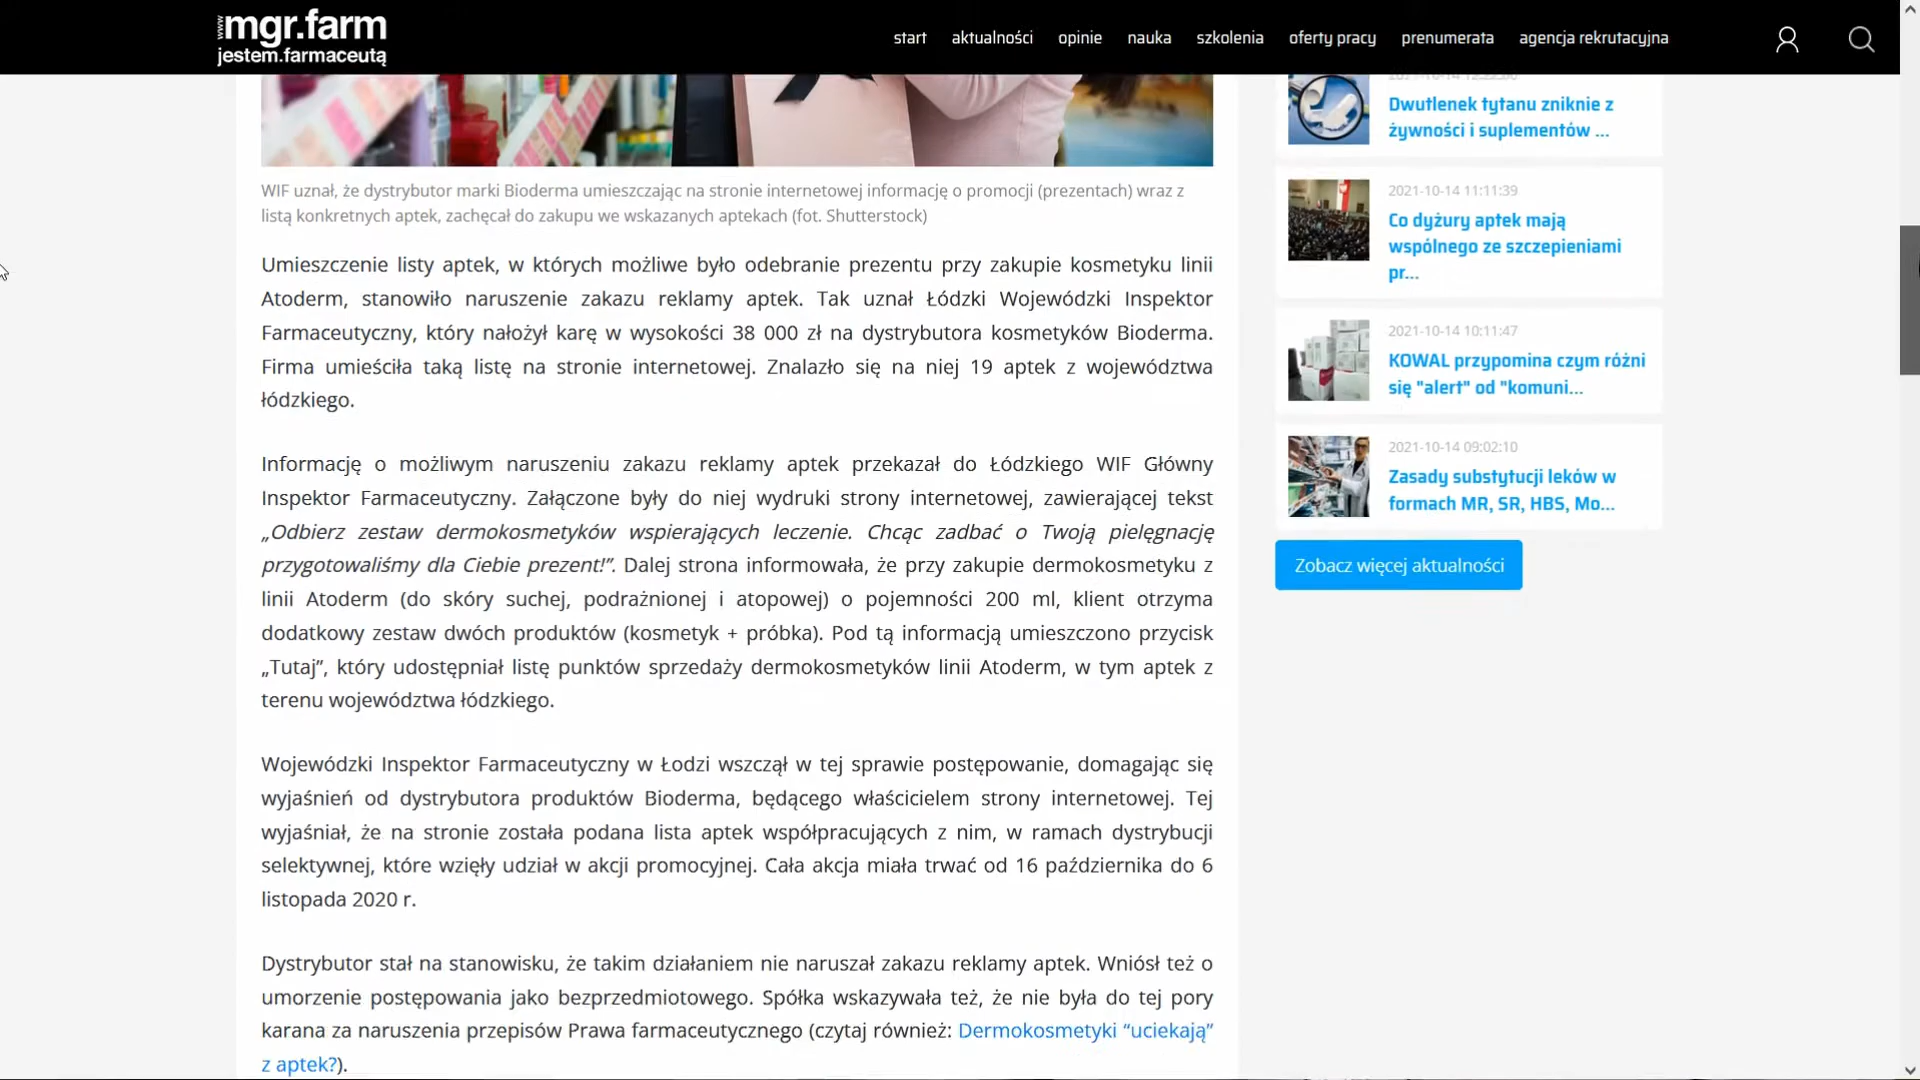 www.
mgr.farm
jestem.farmaceutą
start aktualności opinie nauka szkolenia oferty pracy prenumerata agencja rekrutacyjna
WIF uznał, że dystrybutor marki Bioderma umieszczając na stronie internetowej informację o promocji (prezentach) wraz z
listą konkretnych aptek, zachęcał do zakupu we wskazanych aptekach (fot. Shutterstock)
Umieszczenie listy aptek, w których możliwe było odebranie prezentu przy zakupie kosmetyku linii
Atoderm, stanowiło naruszenie zakazu reklamy aptek. Tak uznał Łódzki Wojewódzki Inspektor
Farmaceutyczny, który nałożył karę w wysokości 38 000 zł na dystrybutora kosmetyków Bioderma.
Firma umieściła taką listę na stronie internetowej. Znalazło się na niej 19 aptek z województwa
łódzkiego.
Informację o możliwym naruszeniu zakazu reklamy aptek przekazał do Łódzkiego WIF Główny
Inspektor Farmaceutyczny. Załączone były do niej wydruki strony internetowej, zawierającej tekst
„Odbierz zestaw dermokosmetyków wspierających leczenie. Chcąc zadbać o Twoją pielęgnację
przygotowaliśmy dla Ciebie prezent!”. Dalej strona informowała, że przy zakupie dermokosmetyku z
linii Atoderm (do skóry suchej, podrażnionej i atopowej) o pojemności 200 ml, klient otrzyma
dodatkowy zestaw dwóch produktów (kosmetyk + próbka). Pod tą informacją umieszczono przycisk
„Tutaj”, który udostępniał listę punktów sprzedaży dermokosmetyków linii Atoderm, w tym aptek z
terenu województwa łódzkiego.
Wojewódzki Inspektor Farmaceutyczny w Łodzi wszczął w tej sprawie postępowanie, domagając się
wyjaśnień od dystrybutora produktów Bioderma, będącego właścicielem strony internetowej. Tej
wyjaśniał, że na stronie została podana lista aptek współpracujących z nim, w ramach dystrybucji
selektywnej, które wzięły udział w akcji promocyjnej. Cała akcja miała trwać od 16 października do 6
listopada 2020 r.
Dystrybutor stał na stanowisku, że takim działaniem nie naruszał zakazu reklamy aptek. Wniósł też o
umorzenie postępowania jako bezprzedmiotowego. Spółka wskazywała też, że nie była do tej pory
karana za naruszenia przepisów Prawa farmaceutycznego (czytaj również: Dermokosmetyki “uciekają”
z aptek?).
Dwutlenek tytanu zniknie z
żywności i suplementów ...
2021-10-14 11:11:39
Co dyżury aptek mają
wspólnego ze szczepieniami
pr...
2021-10-14 10:11:47
KOWAL przypomina czym różni
się "alert" od "komuni...
2021-10-14 09:02:10
Zasady substytucji leków w
formach MR, SR, HBS, Mo...
Zobacz więcej aktualności